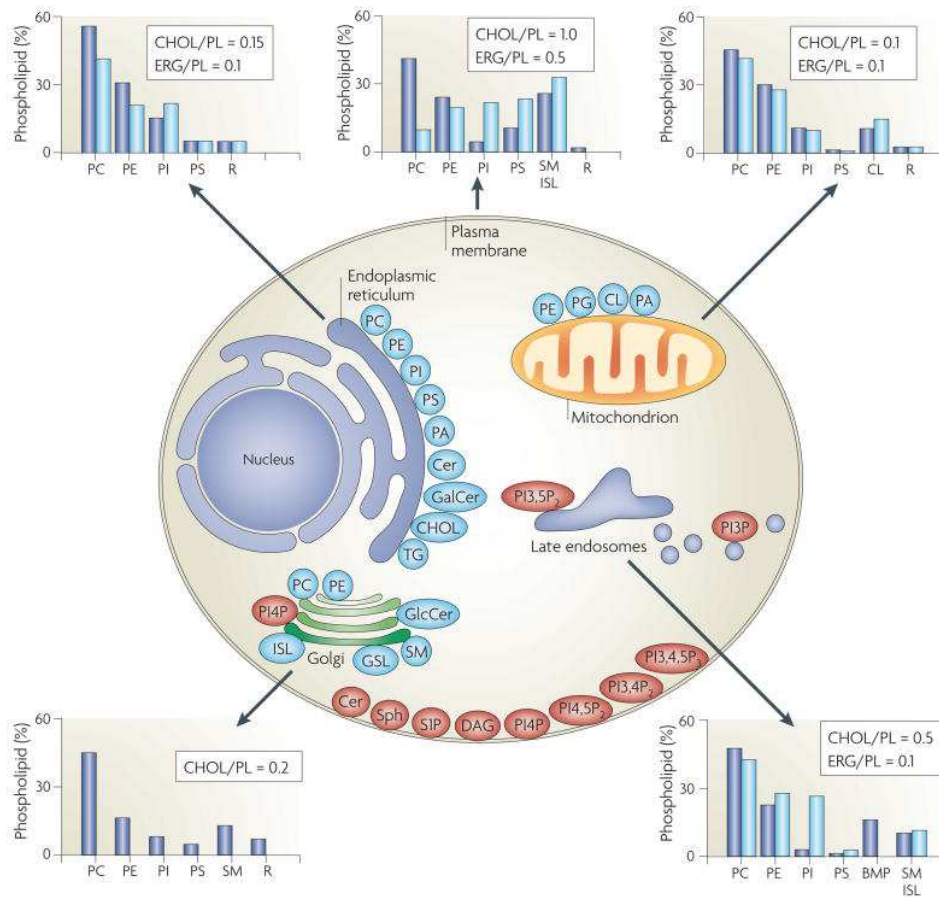 Phospholipid (%)
60
30
0
CHOL/PL = 0.15
ERG/PL = 0.1
PC PE PI PS R
Phospholipid (%)
60
30
0
CHOL/PL = 1.0
ERG/PL = 0.5
PC PE PI PS SM R
ISL
Phospholipid (%)
60
30
0
CHOL/PL = 0.1
ERG/PL = 0.1
PC PE PI PS CL R
Plasma
membrane
Endoplasmic
reticulum
PC
PE
PI
PS
PA
Cer
GalCer
CHOL
TG
Nucleus
PE PG CL PA
Mitochondrion
PI3,5P₂
Late endosomes
PI3P
PC PE
PI4P
GlcCer
ISL
Golgi
GSL
SM
Cer
Sph
S1P
DAG
PI4P
PI4,5P₂
PI3,4P₂
PI3,4,5P₃
Phospholipid (%)
60
30
0
CHOL/PL = 0.2
PC PE PI PS SM R
Phospholipid (%)
60
30
0
CHOL/PL = 0.5
ERG/PL = 0.1
PC PE PI PS BMP SM
ISL